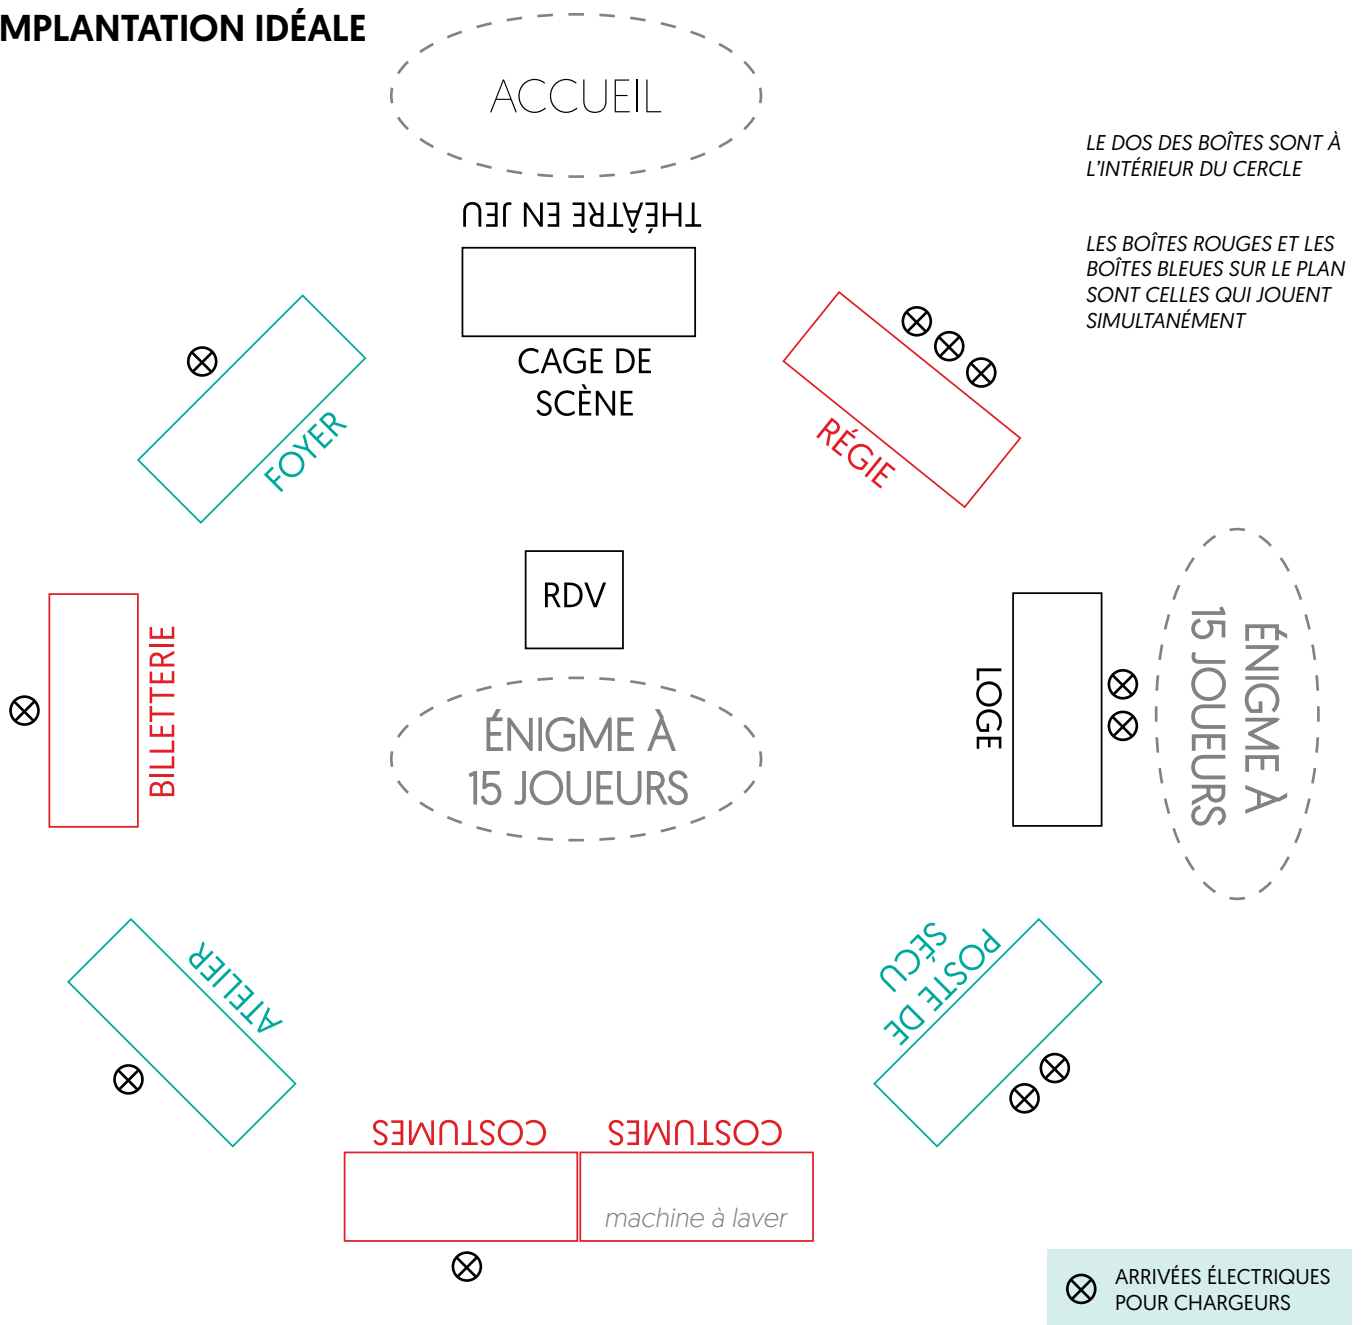 MPLANTATION IDÉALE
ACCUEIL
LE DOS DES BOÎTES SONT À
L'INTÉRIEUR DU CERCLE
THÉÂTRE EN JEU
LES BOÎTES ROUGES ET LES
BOÎTES BLEUES SUR LE PLAN
SONT CELLES QUI JOUENT
SIMULTANÉMENT
CAGE DE
SCÈNE
FOYER
RÉGIE
RDV
BILLETTERIE
ÉNIGME À
15 JOUEURS
LOGE
ÉNIGME À
15 JOUEURS
ATELIER
POSTE DE
SÉCU
COSTUMES
COSTUMES
machine à laver
ARRIVÉES ÉLECTRIQUES
POUR CHARGEURS